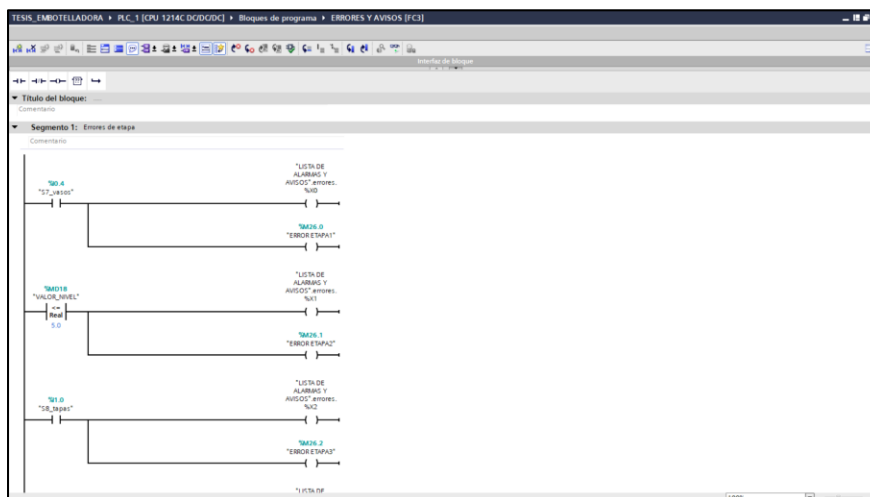 TESIS_EMBOTELLADORA ▸ PLC_1 [CPU 1214C DC/DC/DC] ▸ Bloques de programa ▸ ERRORES Y AVISOS [FC3]
Interfaz de bloque
Título del bloque: ...
Comentario
Segmento 1: Errores de etapa
Comentario
%I0.4
"S7_vasos"
"LISTA DE
ALARMAS Y
AVISOS".errores.
%X0
%M26.0
"ERROR ETAPA1"
%MD18
"VALOR_NIVEL"
<=
Real
5.0
"LISTA DE
ALARMAS Y
AVISOS".errores.
%X1
%M26.1
"ERROR ETAPA2"
%I1.0
"S8_tapas"
"LISTA DE
ALARMAS Y
AVISOS".errores.
%X2
%M26.2
"ERROR ETAPA3"
"LISTA DE